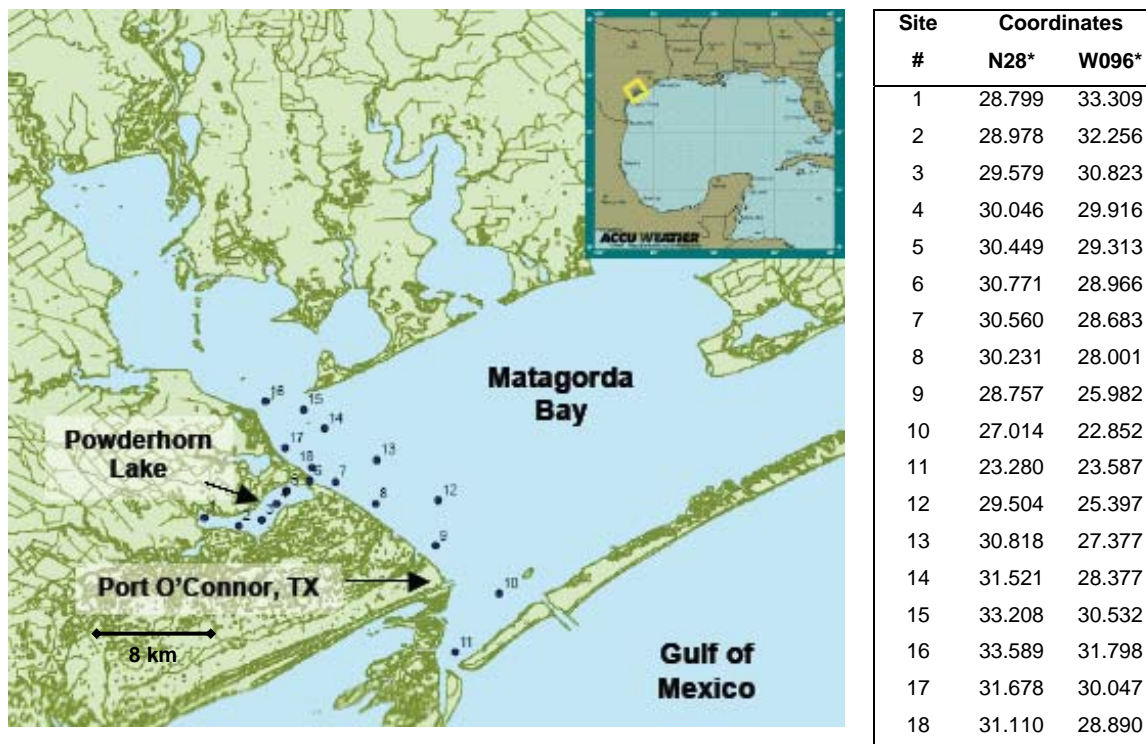 Matagorda
Bay
Powderhorn
Lake
Port O'Connor, TX
8 km
Gulf of
Mexico
ACCU WEATHER
16
15
14
17
13
18
6
7
5
8
12
3
2
9
10
11
Site Coordinates
# N28* W096*
1 28.799 33.309
2 28.978 32.256
3 29.579 30.823
4 30.046 29.916
5 30.449 29.313
6 30.771 28.966
7 30.560 28.683
8 30.231 28.001
9 28.757 25.982
10 27.014 22.852
11 23.280 23.587
12 29.504 25.397
13 30.818 27.377
14 31.521 28.377
15 33.208 30.532
16 33.589 31.798
17 31.678 30.047
18 31.110 28.890